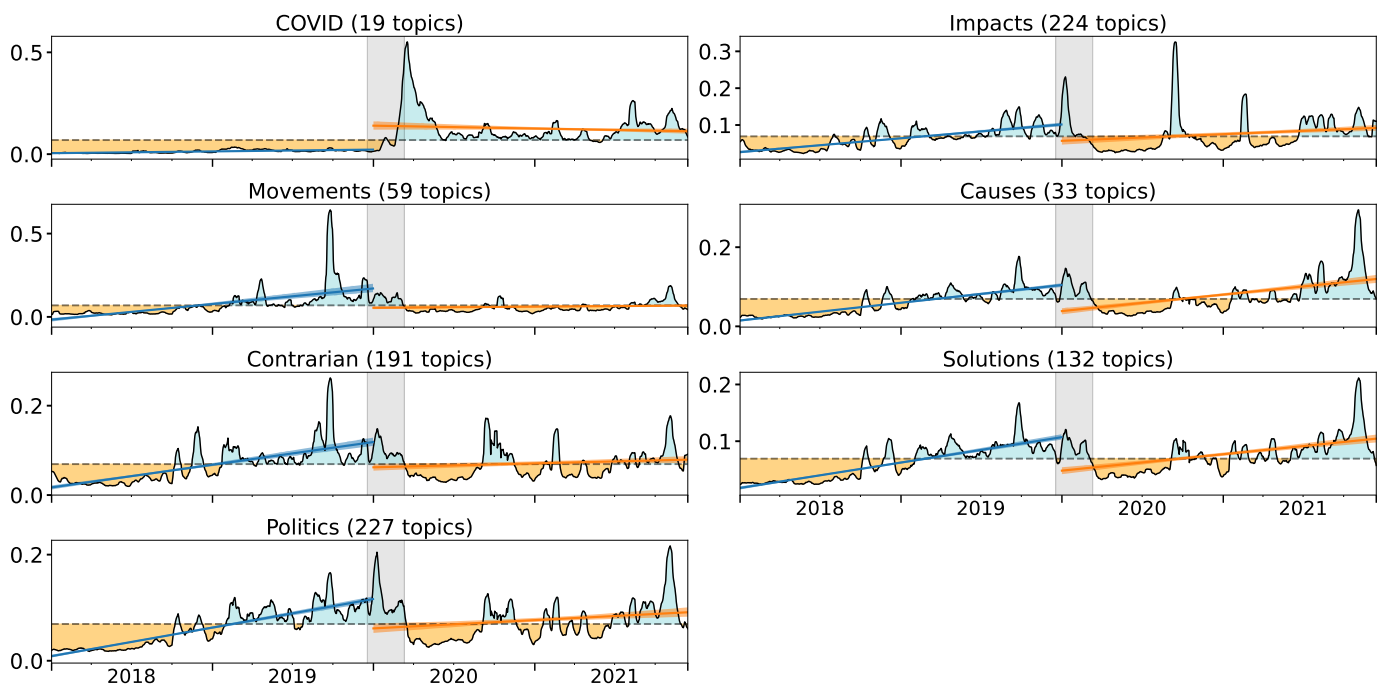 COVID (19 topics)
0.5
0.0
Impacts (224 topics)
0.3
0.2
0.1
Movements (59 topics)
0.5
0.0
Causes (33 topics)
0.2
0.0
Contrarian (191 topics)
0.2
0.0
Solutions (132 topics)
0.2
0.1
2018 2019 2020 2021
Politics (227 topics)
0.2
0.0
2018 2019 2020 2021